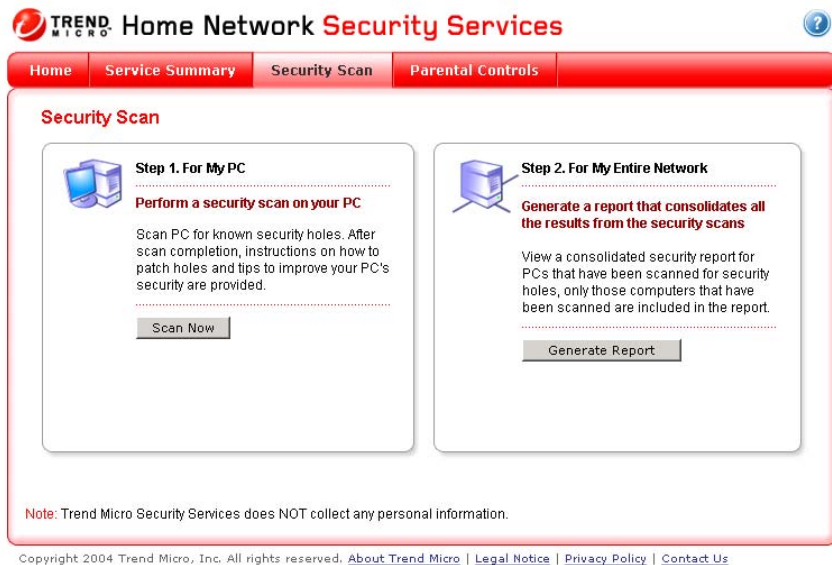 TREND MICRO Home Network Security Services
?
Home Service Summary Security Scan Parental Controls
Security Scan
Step 1. For My PC
Perform a security scan on your PC
Scan PC for known security holes. After
scan completion, instructions on how to
patch holes and tips to improve your PC's
security are provided.
Scan Now
Step 2. For My Entire Network
Generate a report that consolidates all
the results from the security scans
View a consolidated security report for
PCs that have been scanned for security
holes, only those computers that have
been scanned are included in the report.
Generate Report
Note: Trend Micro Security Services does NOT collect any personal information.
Copyright 2004 Trend Micro, Inc. All rights reserved. About Trend Micro | Legal Notice | Privacy Policy | Contact Us